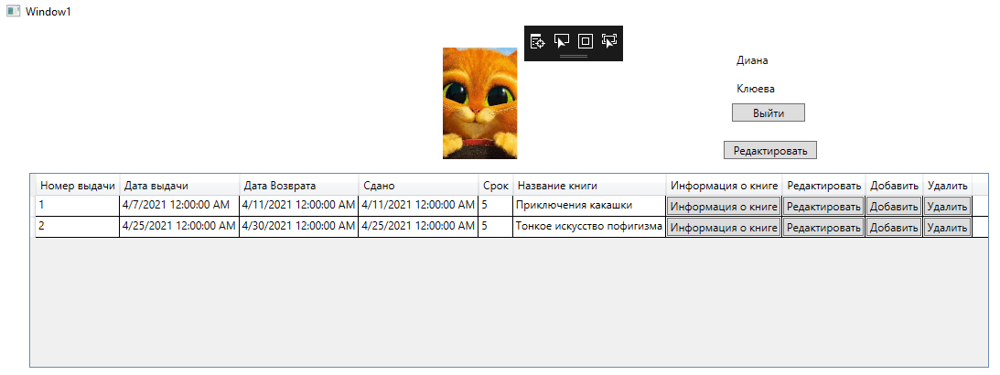 Window1
Диана
Клюева
Выйти
Редактировать
Номер выдачи Дата выдачи Дата Возврата Сдано Срок Название книги Информация о книге Редактировать Добавить Удалить
1 4/7/2021 12:00:00 AM 4/11/2021 12:00:00 AM 4/11/2021 12:00:00 AM 5 Приключения какашки Информация о книге Редактировать Добавить Удалить
2 4/25/2021 12:00:00 AM 4/30/2021 12:00:00 AM 4/25/2021 12:00:00 AM 5 Тонкое искусство пофигизма Информация о книге Редактировать Добавить Удалить